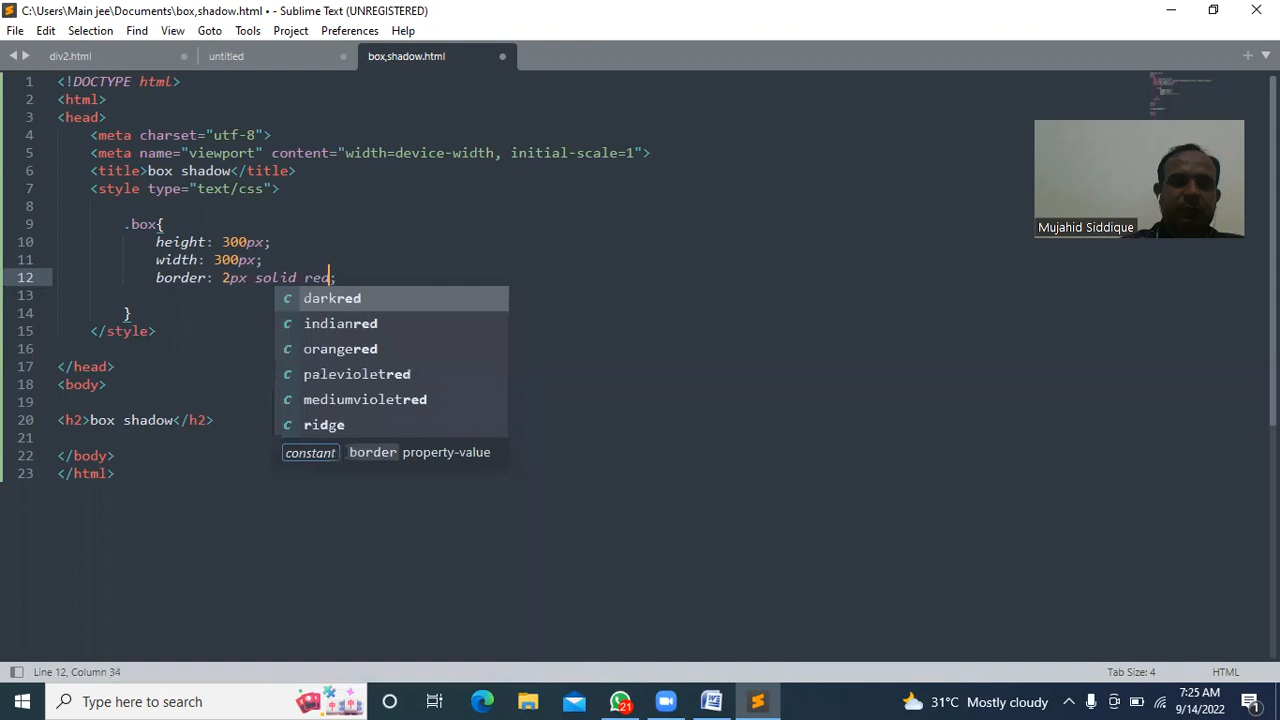 C:\Users\Main jee\Documents\box,shadow.html • - Sublime Text (UNREGISTERED)
File Edit Selection Find View Goto Tools Project Preferences Help
div2.html untitled box,shadow.html
1 <!DOCTYPE html>
2 <html>
3 <head>
4 <meta charset="utf-8">
5 <meta name="viewport" content="width=device-width, initial-scale=1">
6 <title>box shadow</title>
7 <style type="text/css">
8
9 .box{
10 height: 300px;
11 width: 300px;
12 border: 2px solid red;
13
14 }
15 </style>
16
17 </head>
18 <body>
19
20 <h2>box shadow</h2>
21
22 </body>
23 </html>
c darkred
c indianred
c orangered
c palevioletred
c mediumvioletred
c ridge
constant border property-value
Mujahid Siddique
Line 12, Column 34 Tab Size: 4 HTML
Type here to search 21 31°C Mostly cloudy 7:25 AM 1
9/14/2022